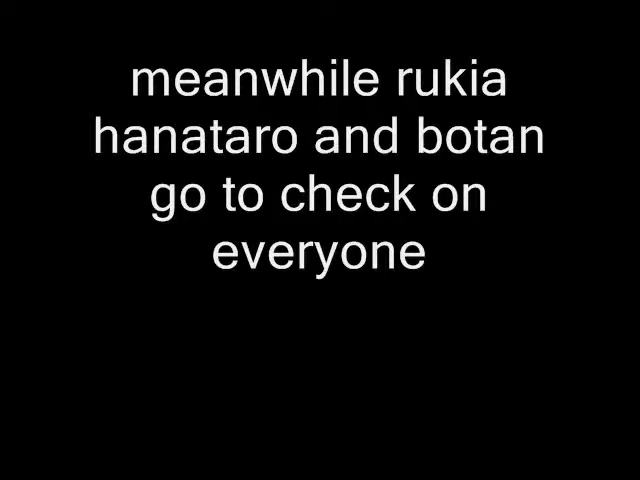 meanwhile rukia
hanataro and botan
go to check on
everyone